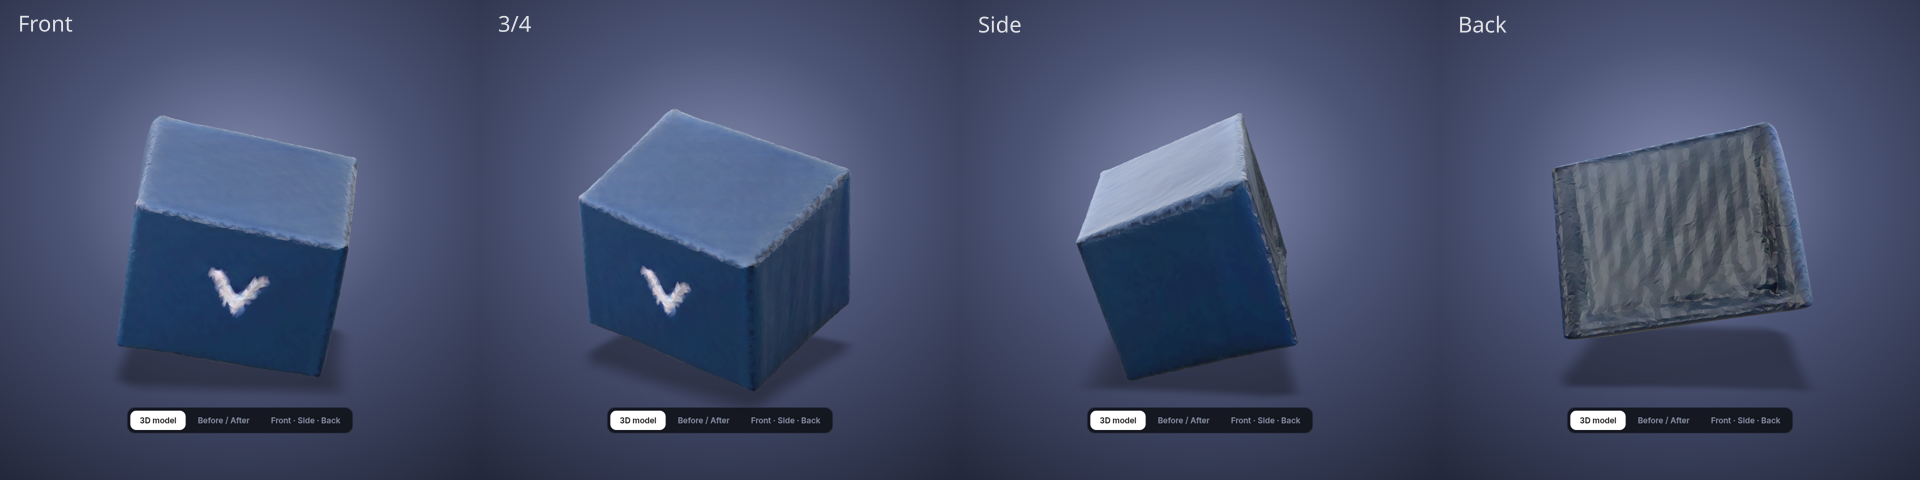 Front
3/4
Side
Back
V
V
3D model Before / After Front · Side · Back
3D model Before / After Front · Side · Back
3D model Before / After Front · Side · Back
3D model Before / After Front · Side · Back